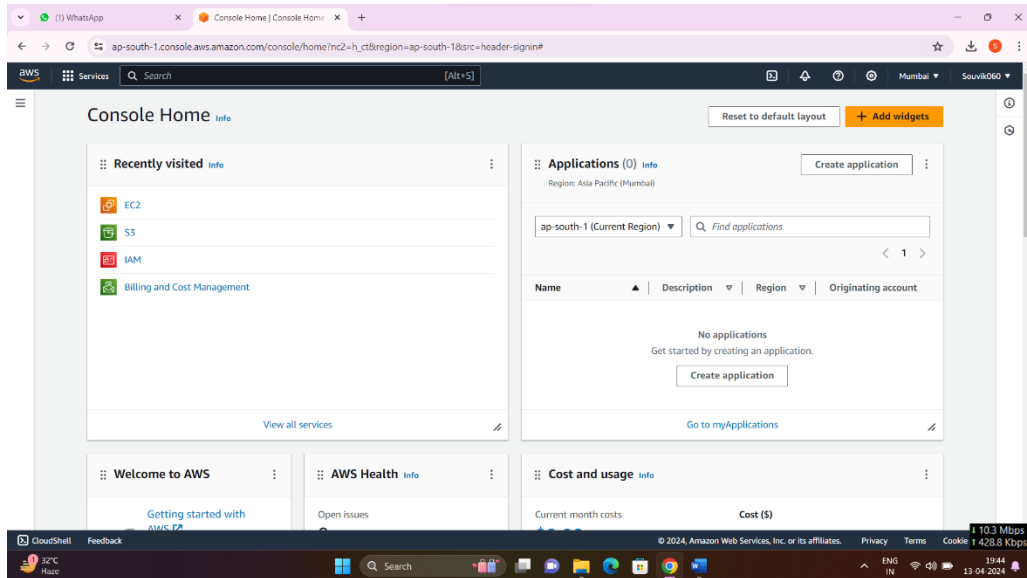 (1) WhatsApp
Console Home | Console Home
ap-south-1.console.aws.amazon.com/console/home?nc2=h_ct&region=ap-south-1&src=header-signin#
S
aws
Services
Search
[Alt+S]
Mumbai
Souvik060
Console Home Info
Reset to default layout
+ Add widgets
Recently visited Info
EC2
S3
IAM
Billing and Cost Management
View all services
Applications (0) Info
Region: Asia Pacific (Mumbai)
Create application
ap-south-1 (Current Region)
Find applications
1
Name
Description
Region
Originating account
No applications
Get started by creating an application.
Create application
Go to myApplications
Welcome to AWS
Getting started with
AWS
AWS Health Info
Open issues
Cost and usage Info
Current month costs
Cost ($)
CloudShell
Feedback
© 2024, Amazon Web Services, Inc. or its affiliates.
Privacy
Terms
Cookie
10.3 Mbps
428.8 Kbps
1
32°C
Haze
Search
ENG
IN
19:44
13-04-2024